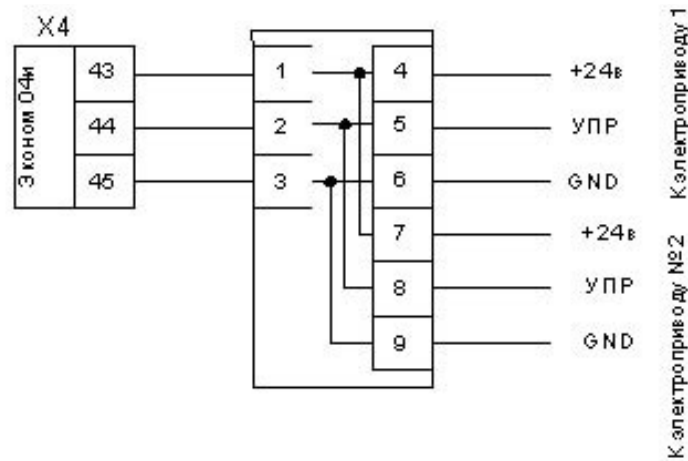 X4
Эконом 04и
43
44
45
1
2
3
4
5
6
7
8
9
+24в
УПР
GND
+24в
УПР
GND
К электроприводу 1
К электроприводу №2